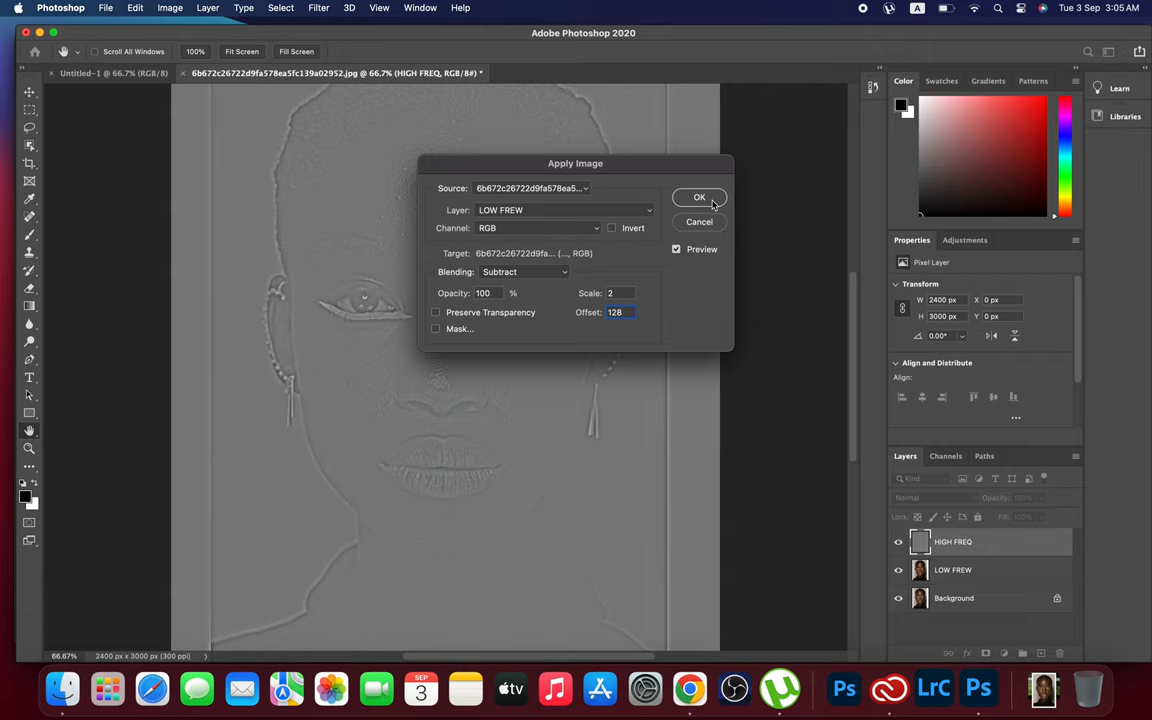 Photoshop File Edit Image Layer Type Select Filter 3D View Window Help A Tue 3 Sep 3:05 AM
Adobe Photoshop 2020
Scroll All Windows 100% Fit Screen Fill Screen
Untitled-1 @ 66.7% (RGB/8) 6b672c26722d9fa578ea5fc139a02952.jpg @ 66.7% (HIGH FREQ, RGB/8#) *
Color Swatches Gradients Patterns
Learn
Libraries
Apply Image
Source: 6b672c26722d9fa578ea5...
OK
Layer: LOW FREW
Cancel
Channel: RGB Invert
Preview
Target: 6b672c26722d9fa... (..., RGB)
Blending: Subtract
Opacity: 100 % Scale: 2
Preserve Transparency Offset: 128
Mask...
Properties Adjustments
Pixel Layer
Transform
W 2400 px X 0 px
H 3000 px Y 0 px
0.00°
Align and Distribute
Align:
...
Layers Channels Paths
Kind
Normal Opacity: 100%
Lock: Fill: 100%
HIGH FREQ
LOW FREW
Background
66.67% 2400 px x 3000 px (300 ppi)
SEP
3
tv
Ps
LrC
Ps